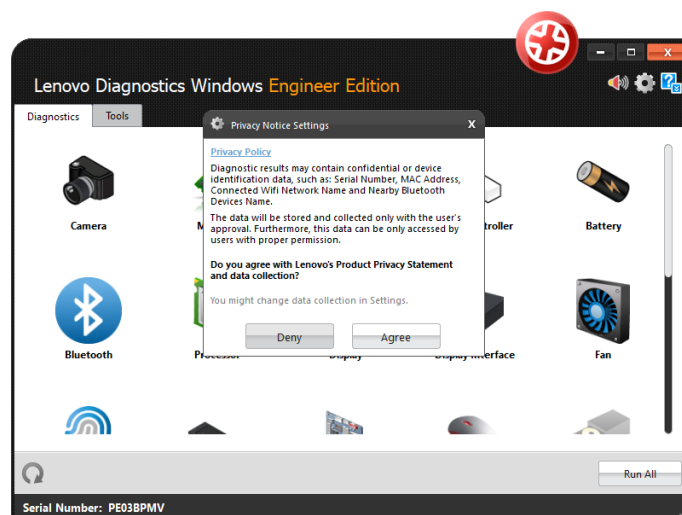 Lenovo Diagnostics Windows Engineer Edition
Diagnostics Tools
Privacy Notice Settings X
Privacy Policy
Diagnostic results may contain confidential or device
identification data, such as: Serial Number, MAC Address,
Connected Wifi Network Name and Nearby Bluetooth
Devices Name.
The data will be stored and collected only with the user's
approval. Furthermore, this data can be only accessed by
users with proper permission.
Do you agree with Lenovo's Product Privacy Statement
and data collection?
You might change data collection in Settings.
Deny Agree
Camera Battery
Bluetooth Processor Display Display Interface Fan
Run All
Serial Number: PE03BPMV